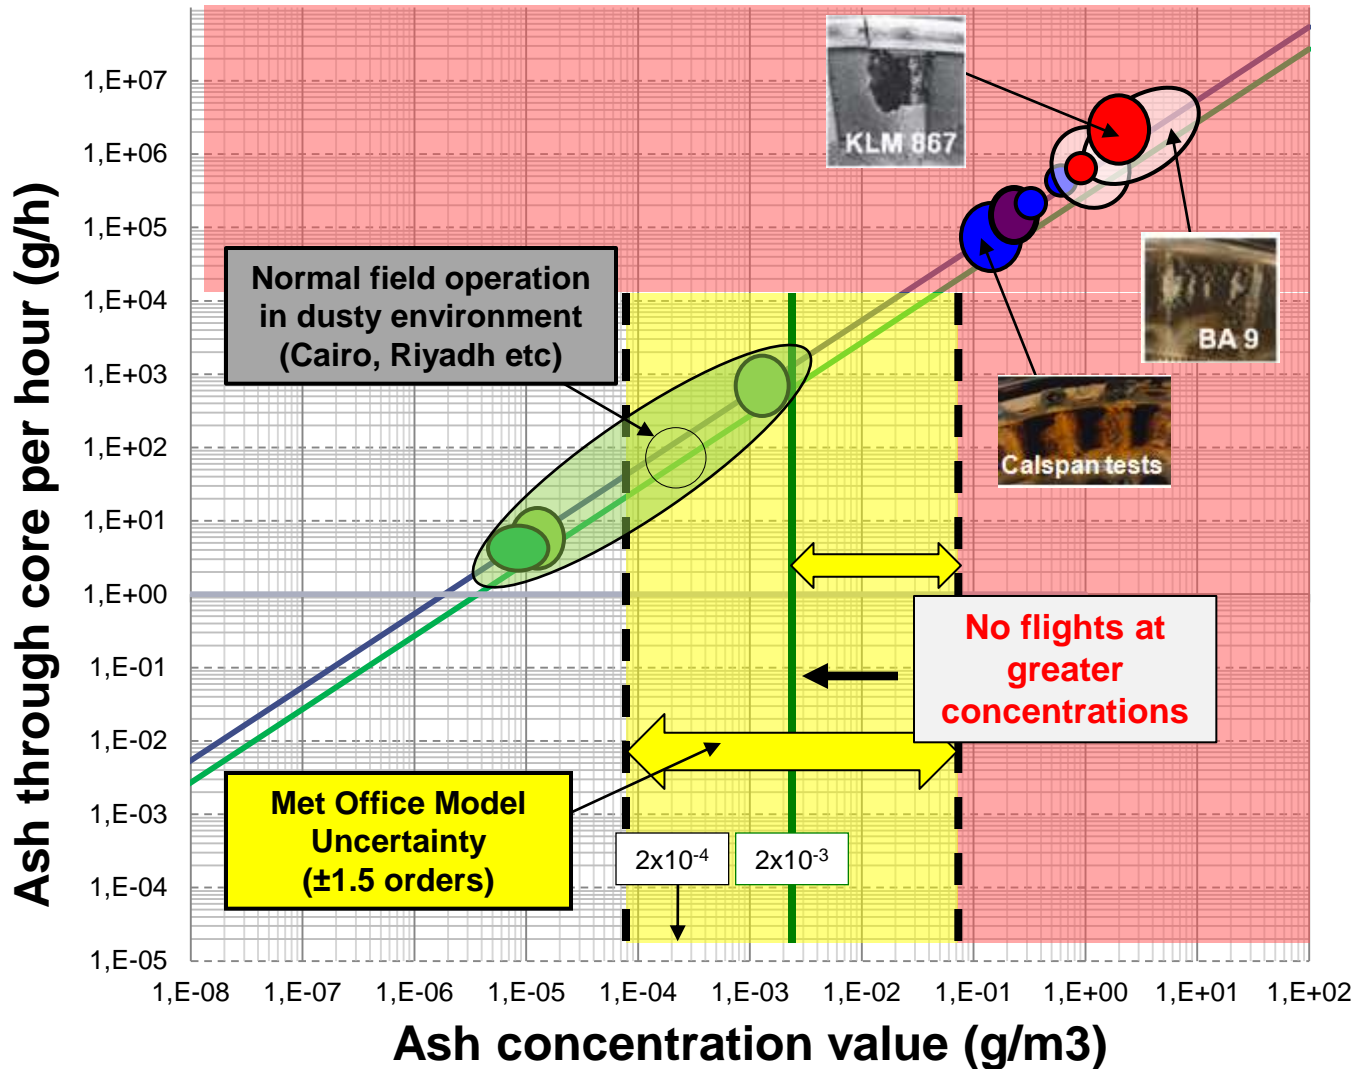 Ash through core per hour (g/h)
1,E+07
1,E+06
1,E+05
1,E+04
1,E+03
1,E+02
1,E+01
1,E+00
1,E-01
1,E-02
1,E-03
1,E-04
1,E-05
KLM 867
BA 9
Calspan tests
Normal field operation
in dusty environment
(Cairo, Riyadh etc)
No flights at
greater
concentrations
Met Office Model
Uncertainty
(±1.5 orders)
2x10⁻⁴
2x10⁻³
1,E-08
1,E-07
1,E-06
1,E-05
1,E-04
1,E-03
1,E-02
1,E-01
1,E+00
1,E+01
1,E+02
Ash concentration value (g/m3)